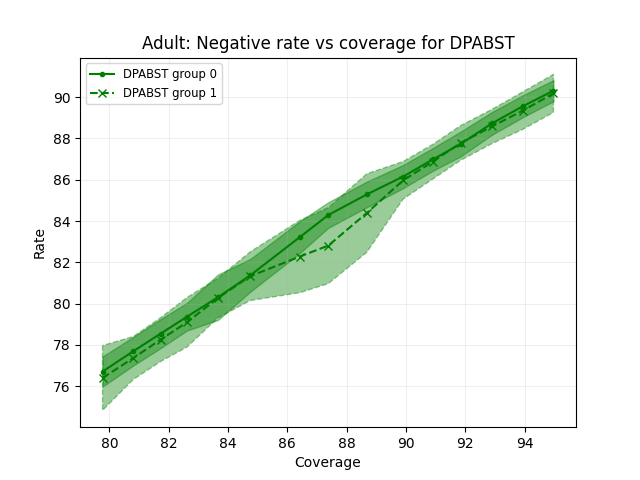 Adult: Negative rate vs coverage for DPABST
DPABST group 0
DPABST group 1
Rate
90
88
86
84
82
80
78
76
80 82 84 86 88 90 92 94
Coverage